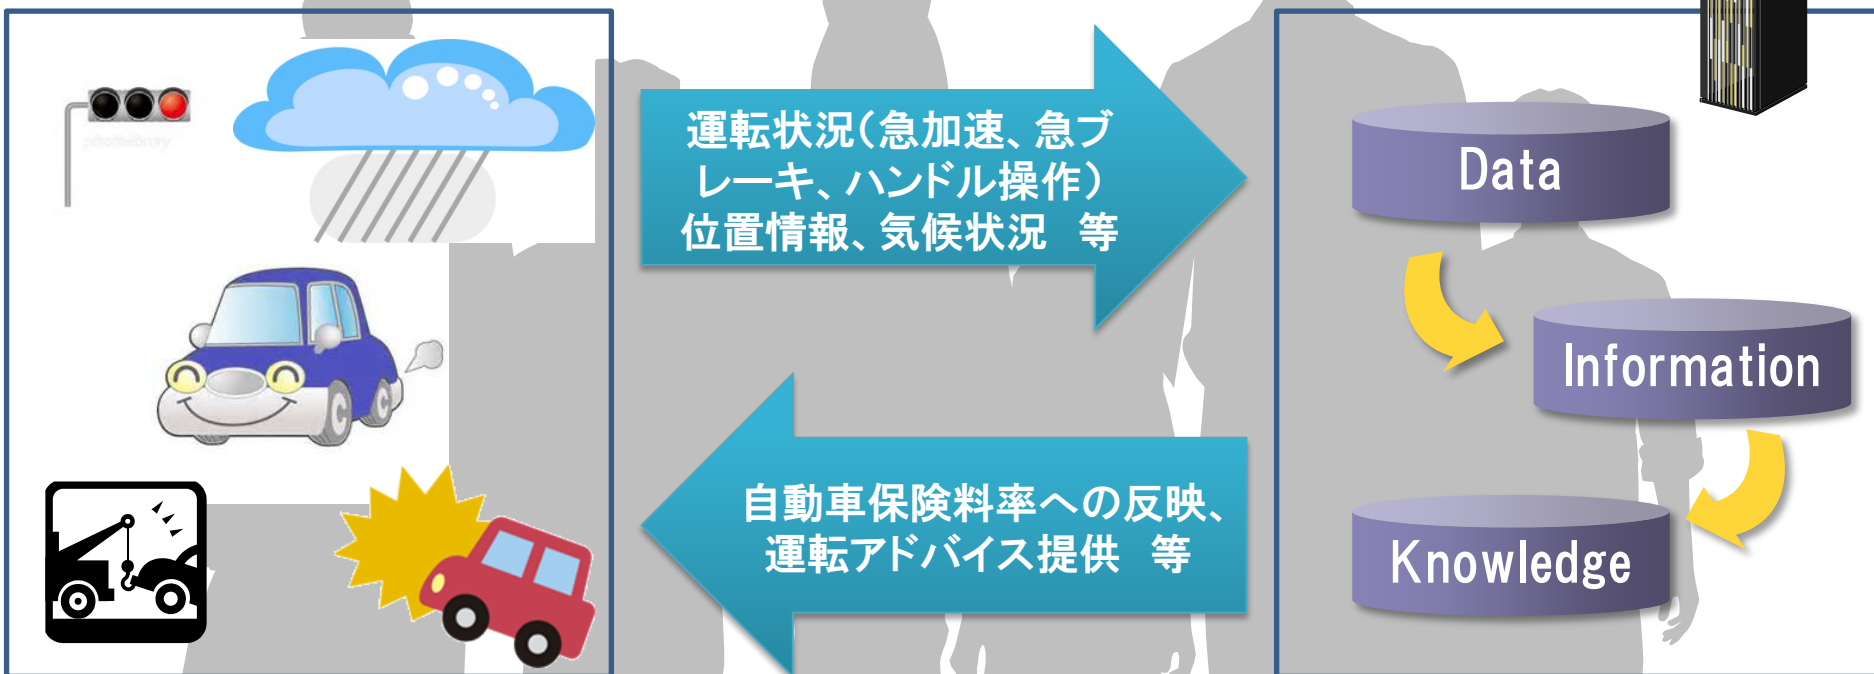 運転状況(急加速、急ブ
レーキ、ハンドル操作)
位置情報、気候状況　等
Data
Information
Knowledge
自動車保険料率への反映、
運転アドバイス提供　等
photolibrary